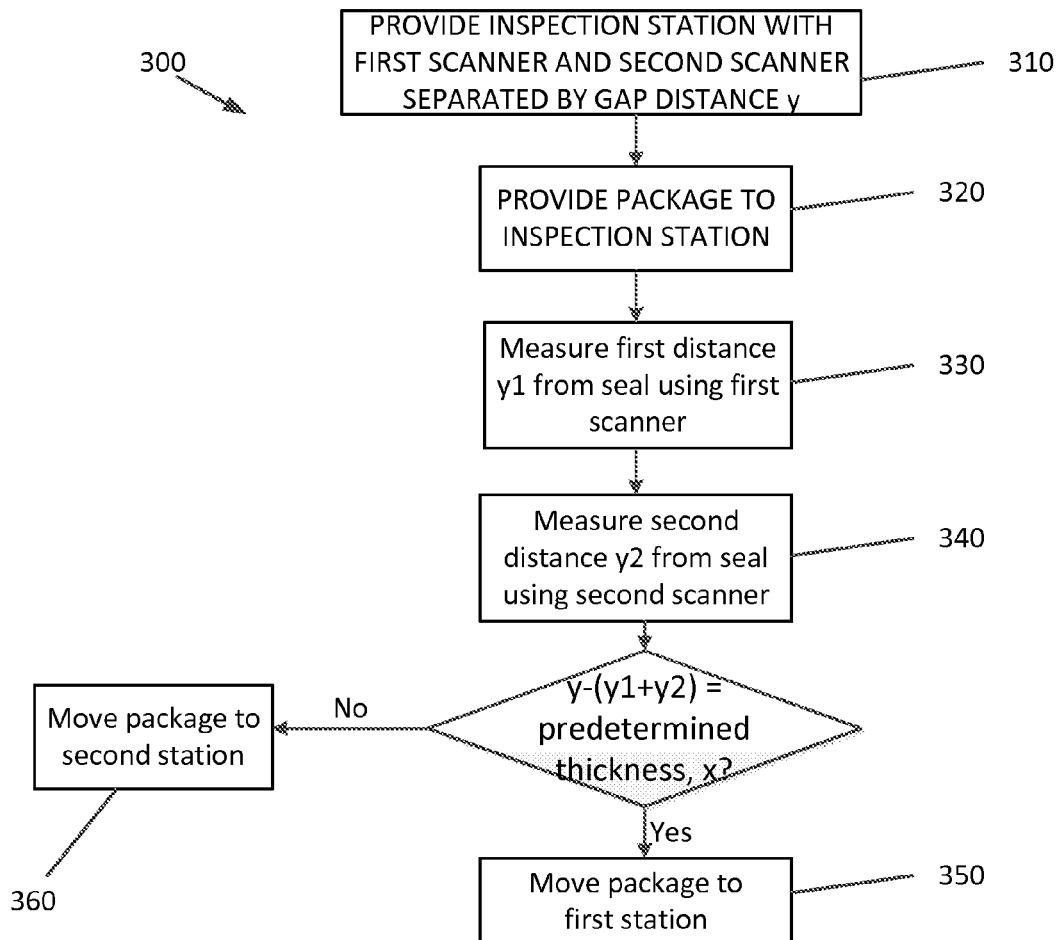 300
PROVIDE INSPECTION STATION WITH
FIRST SCANNER AND SECOND SCANNER
SEPARATED BY GAP DISTANCE y
310
PROVIDE PACKAGE TO
INSPECTION STATION
320
Measure first distance
y1 from seal using first
scanner
330
Measure second
distance y2 from seal
using second scanner
340
y-(y1+y2) =
predetermined
thickness, x?
No
Move package to
second station
360
Yes
Move package to
first station
350